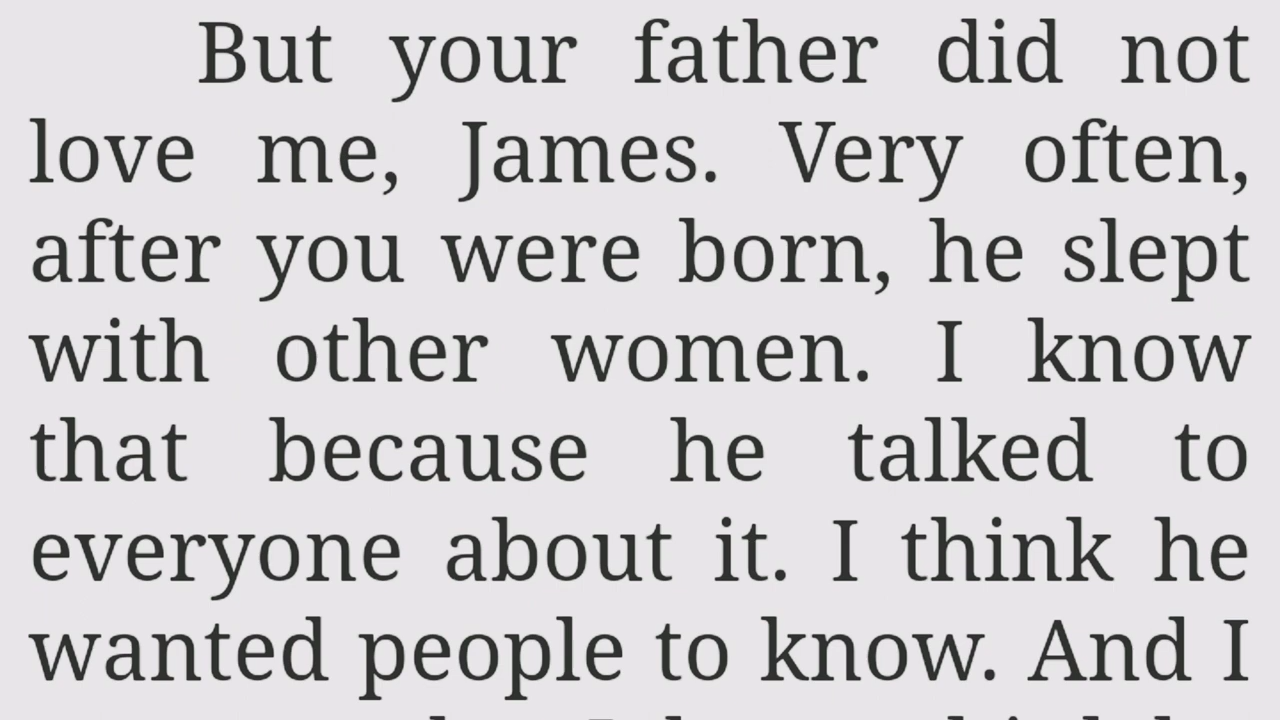 But your father did not
love me, James. Very often,
after you were born, he slept
with other women. I know
that because he talked to
everyone about it. I think he
wanted people to know. And I